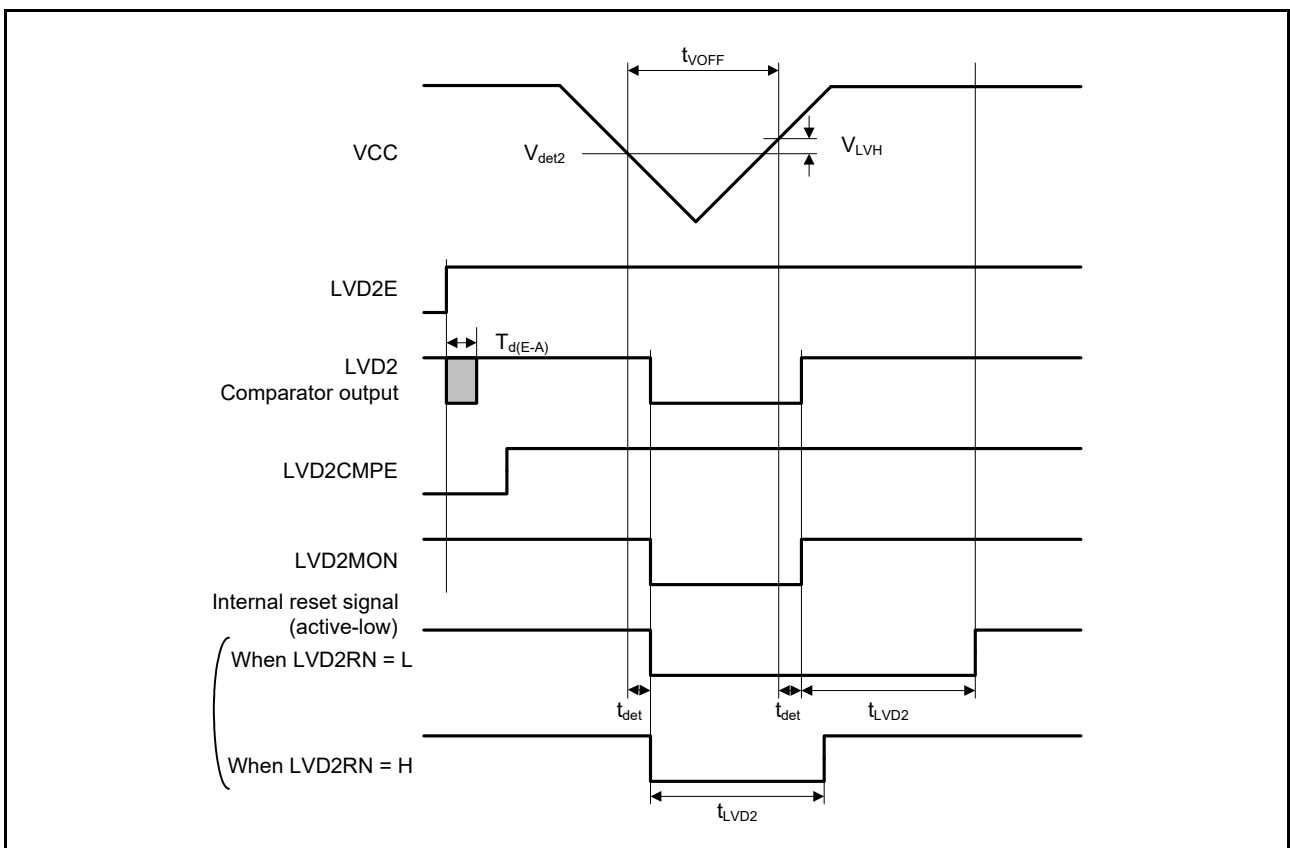 tVOFF
VCC
Vdet2
VLVH
LVD2E
Td(E-A)
LVD2
Comparator output
LVD2CMPE
LVD2MON
Internal reset signal
(active-low)
When LVD2RN = L
tdet
tdet
tLVD2
When LVD2RN = H
tLVD2